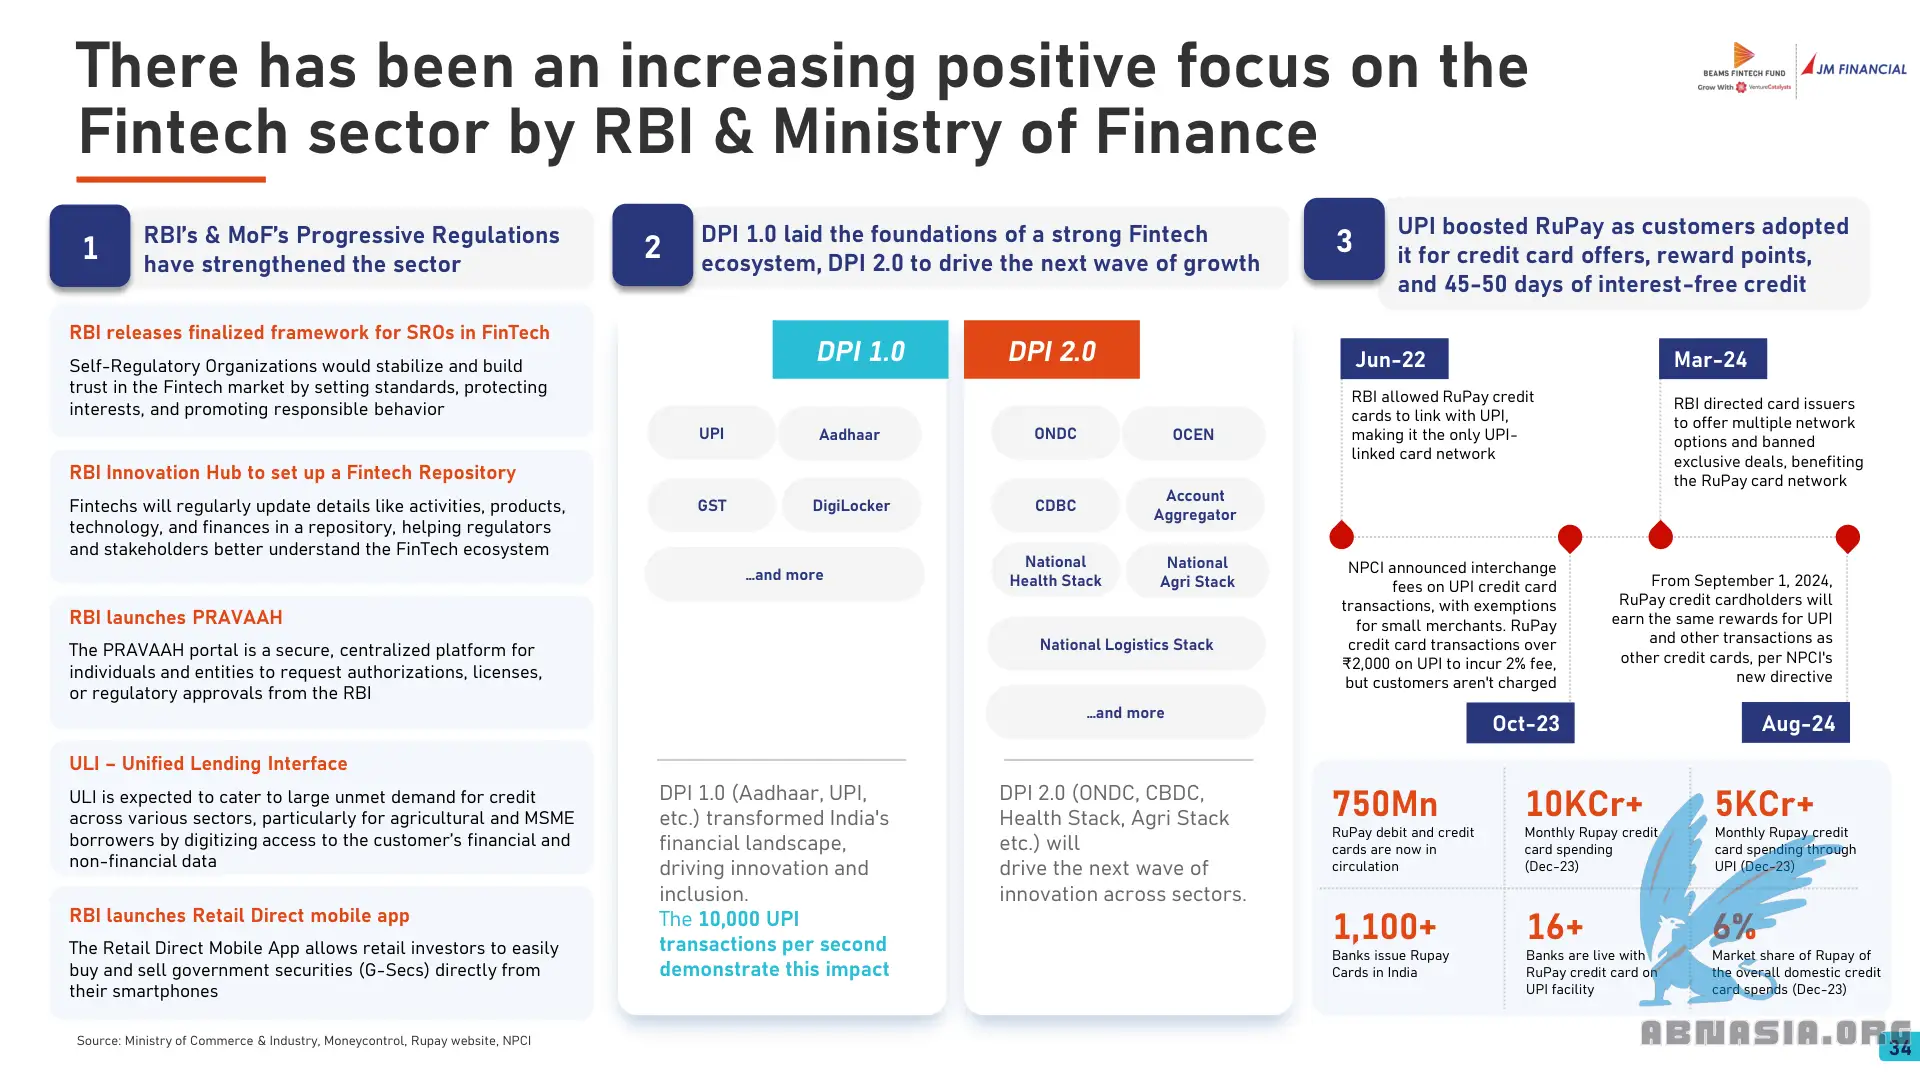 There has been an increasing positive focus on the
Fintech sector by RBI & Ministry of Finance
BEAMS FINTECH FUND
Grow With VentureCatalysts
JM FINANCIAL
1
RBI's & MoF's Progressive Regulations
have strengthened the sector
RBI releases finalized framework for SROs in FinTech
Self-Regulatory Organizations would stabilize and build
trust in the Fintech market by setting standards, protecting
interests, and promoting responsible behavior
RBI Innovation Hub to set up a Fintech Repository
Fintechs will regularly update details like activities, products,
technology, and finances in a repository, helping regulators
and stakeholders better understand the FinTech ecosystem
RBI launches PRAVAAH
The PRAVAAH portal is a secure, centralized platform for
individuals and entities to request authorizations, licenses,
or regulatory approvals from the RBI
ULI – Unified Lending Interface
ULI is expected to cater to large unmet demand for credit
across various sectors, particularly for agricultural and MSME
borrowers by digitizing access to the customer's financial and
non-financial data
RBI launches Retail Direct mobile app
The Retail Direct Mobile App allows retail investors to easily
buy and sell government securities (G-Secs) directly from
their smartphones
2
DPI 1.0 laid the foundations of a strong Fintech
ecosystem, DPI 2.0 to drive the next wave of growth
DPI 1.0
UPI
Aadhaar
GST
DigiLocker
...and more
DPI 1.0 (Aadhaar, UPI,
etc.) transformed India's
financial landscape,
driving innovation and
inclusion.
The 10,000 UPI
transactions per second
demonstrate this impact
DPI 2.0
ONDC
OCEN
CDBC
Account
Aggregator
National
Health Stack
National
Agri Stack
National Logistics Stack
...and more
DPI 2.0 (ONDC, CBDC,
Health Stack, Agri Stack
etc.) will
drive the next wave of
innovation across sectors.
3
UPI boosted RuPay as customers adopted
it for credit card offers, reward points,
and 45-50 days of interest-free credit
Jun-22
RBI allowed RuPay credit
cards to link with UPI,
making it the only UPI-
linked card network
Mar-24
RBI directed card issuers
to offer multiple network
options and banned
exclusive deals, benefiting
the RuPay card network
NPCI announced interchange
fees on UPI credit card
transactions, with exemptions
for small merchants. RuPay
credit card transactions over
₹2,000 on UPI to incur 2% fee,
but customers aren't charged
Oct-23
From September 1, 2024,
RuPay credit cardholders will
earn the same rewards for UPI
and other transactions as
other credit cards, per NPCI's
new directive
Aug-24
750Mn
RuPay debit and credit
cards are now in
circulation
10KCr+
Monthly Rupay credit
card spending
(Dec-23)
5KCr+
Monthly Rupay credit
card spending through
UPI (Dec-23)
1,100+
Banks issue Rupay
Cards in India
16+
Banks are live with
RuPay credit card on
UPI facility
6%
Market share of Rupay of
the overall domestic credit
card spends (Dec-23)
Source: Ministry of Commerce & Industry, Moneycontrol, Rupay website, NPCI
ABNASIA.ORG
34